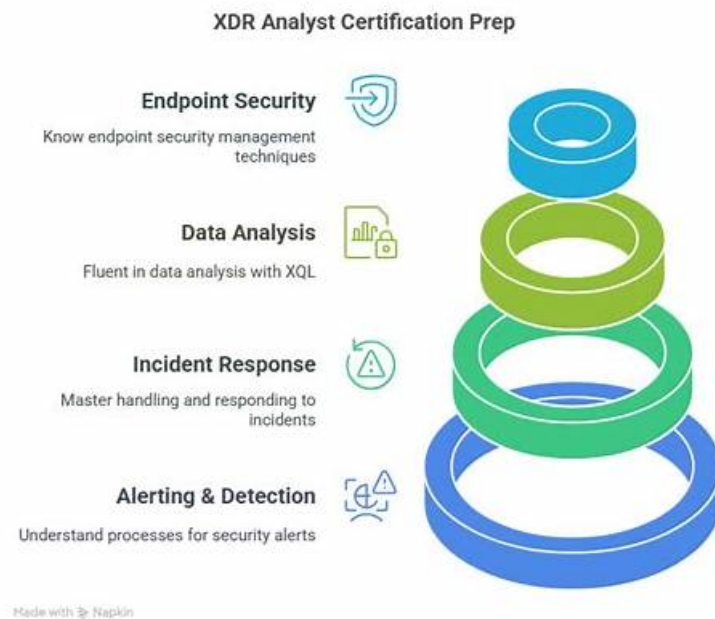 XDR Analyst Certification Prep
Endpoint Security
Know endpoint security management
techniques
Data Analysis
Fluent in data analysis with XQL
Incident Response
Master handling and responding to
incidents
Alerting & Detection
Understand processes for security alerts
Made with Napkin